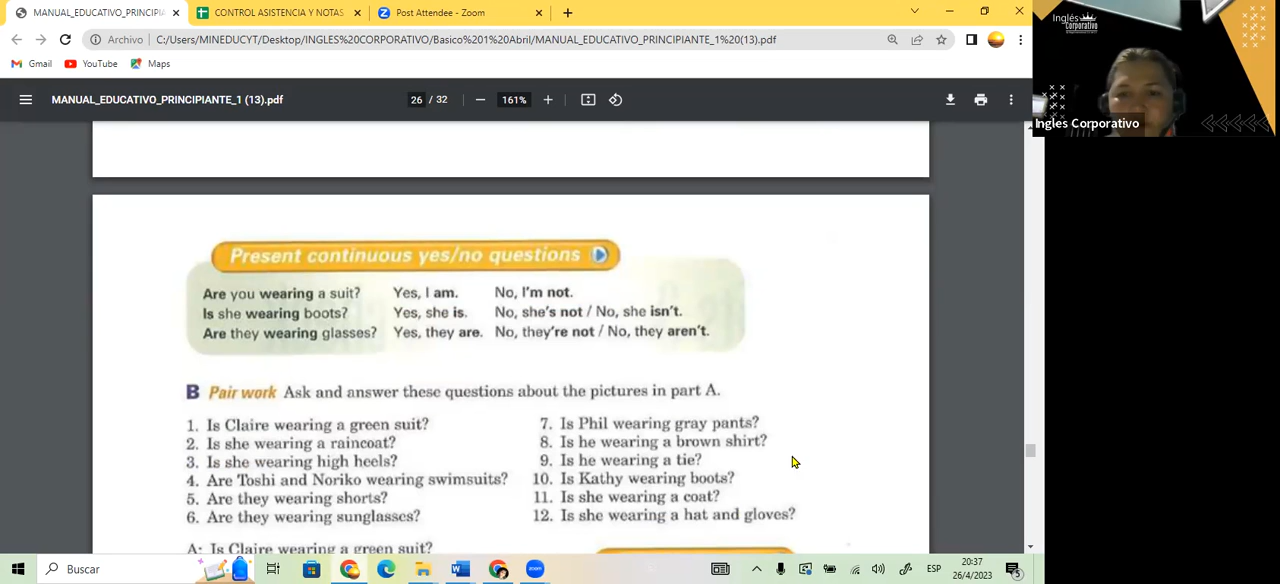 MANUAL_EDUCATIVO_PRINCIPIA
CONTROL ASISTENCIA Y NOTAS
Post Attendee - Zoom
Archivo
C:/Users/MINEDUCYT/Desktop/INGLES%20CORPORATIVO/Basico%201%20Abril/MANUAL_EDUCATIVO_PRINCIPIANTE_1%20(13).pdf
Gmail
YouTube
Maps
MANUAL_EDUCATIVO_PRINCIPIANTE_1 (13).pdf
26 / 32
161%
Inglés
Corporativo
Ingles Corporativo
Present continuous yes/no questions
Are you wearing a suit? Yes, I am. No, I'm not.
Is she wearing boots? Yes, she is. No, she's not / No, she isn't.
Are they wearing glasses? Yes, they are. No, they're not / No, they aren't.
B Pair work Ask and answer these questions about the pictures in part A.
1. Is Claire wearing a green suit?
2. Is she wearing a raincoat?
3. Is she wearing high heels?
4. Are Toshi and Noriko wearing swimsuits?
5. Are they wearing shorts?
6. Are they wearing sunglasses?
7. Is Phil wearing gray pants?
8. Is he wearing a brown shirt?
9. Is he wearing a tie?
10. Is Kathy wearing boots?
11. Is she wearing a coat?
12. Is she wearing a hat and gloves?
A: Is Claire wearing a green suit?
Buscar
ESP
20:37
26/4/2023
5